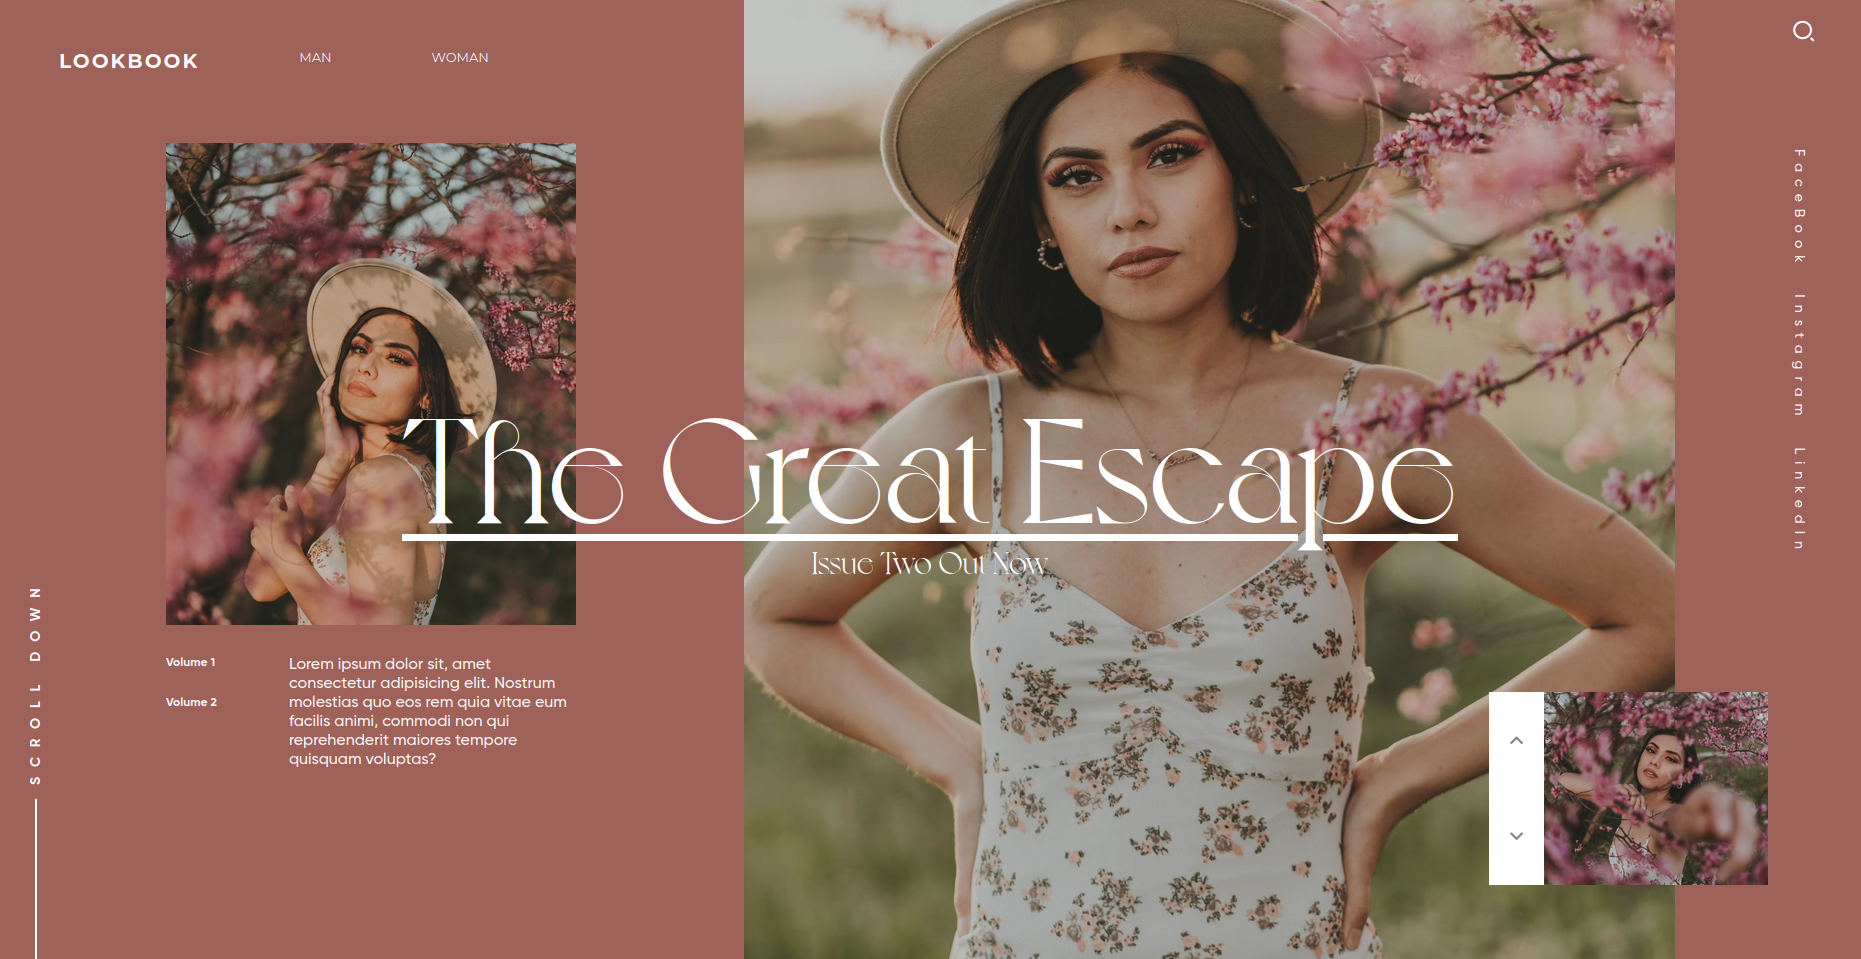 LOOKBOOK
MAN
WOMAN
The Great Escape
Issue Two Out Now
Volume 1
Volume 2
Lorem ipsum dolor sit, amet
consectetur adipisicing elit. Nostrum
molestias quo eos rem quia vitae eum
facilis animi, commodi non qui
reprehenderit maiores tempore
quisquam voluptas?
SCROLL DOWN
FaceBook
Instagram
LinkedIn